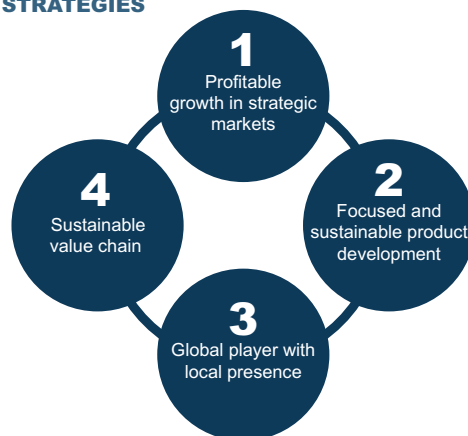 STRATEGIES
1
Profitable
growth in strategic
markets
2
Focused and
sustainable product
development
3
Global player with
local presence
4
Sustainable
value chain